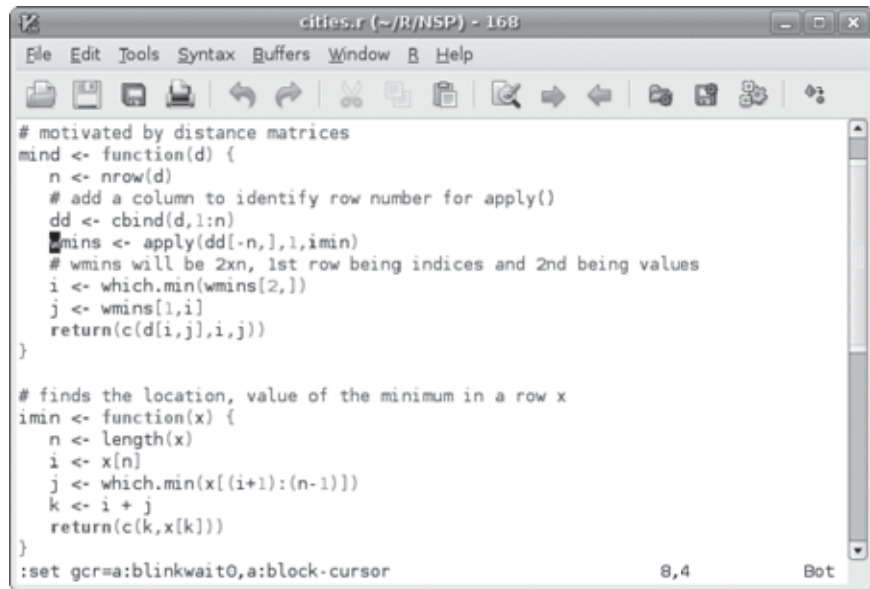 cities.r (~/R/NSP) - 168
File Edit Tools Syntax Buffers Window R Help
# motivated by distance matrices
mind <- function(d) {
   n <- nrow(d)
   # add a column to identify row number for apply()
   dd <- cbind(d,1:n)
   wmins <- apply(dd[-n,],1,imin)
   # wmins will be 2xn, 1st row being indices and 2nd being values
   i <- which.min(wmins[2,])
   j <- wmins[1,i]
   return(c(d[i,j],i,j))
}

# finds the location, value of the minimum in a row x
imin <- function(x) {
   n <- length(x)
   i <- x[n]
   j <- which.min(x[(i+1):(n-1)])
   k <- i + j
   return(c(k,x[k]))
}
:set gcr=a:blinkwait0,a:block-cursor 8,4 Bot